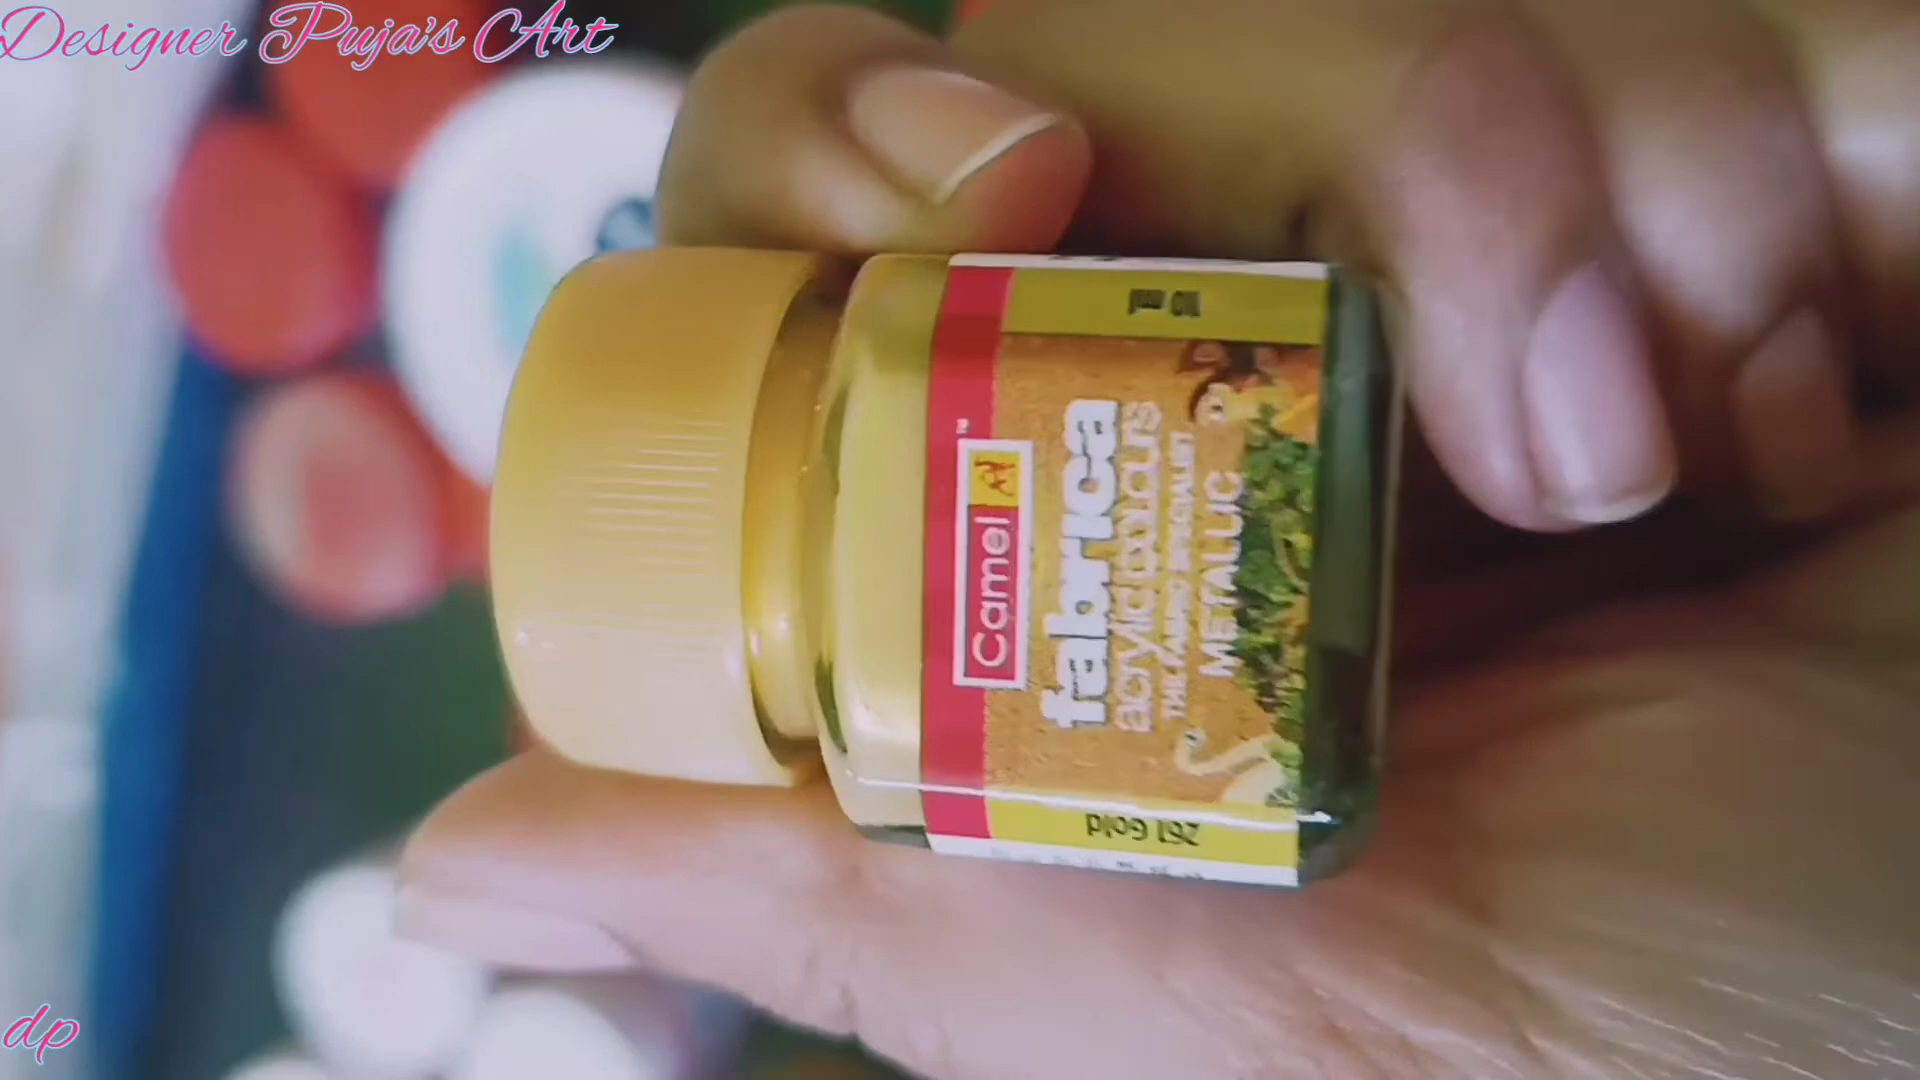 Designer Puja's Art
10 ml
Camel
fabrica
acrylic colours
THE FABRIC SPECIALIST
METALLIC
261 Gold
dp